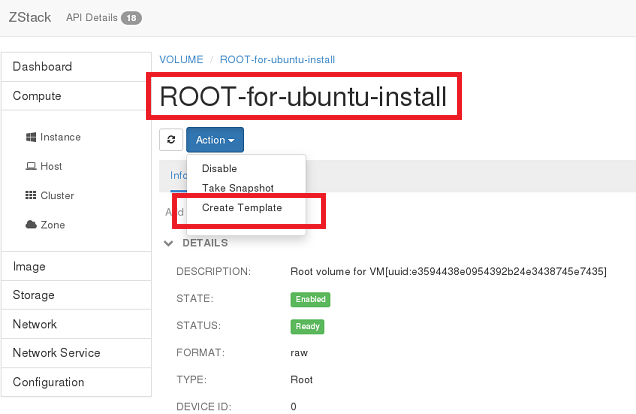 ZStack API Details 18
Dashboard
Compute
Instance
Host
Cluster
Zone
Image
Storage
Network
Network Service
Configuration
VOLUME / ROOT-for-ubuntu-install
ROOT-for-ubuntu-install
Action
Info
Disable
Take Snapshot
Create Template
DETAILS
DESCRIPTION: Root volume for VM[uuid:e3594438e0954392b24e3438745e7435]
STATE: Enabled
STATUS: Ready
FORMAT: raw
TYPE: Root
DEVICE ID: 0